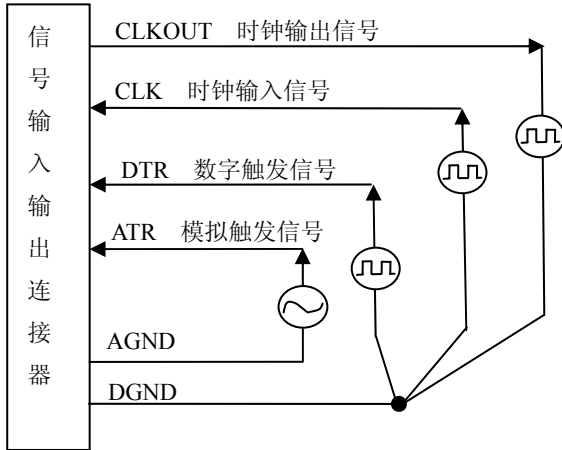 信号输入输出连接器
CLKOUT 时钟输出信号
CLK 时钟输入信号
DTR 数字触发信号
ATR 模拟触发信号
AGND
DGND